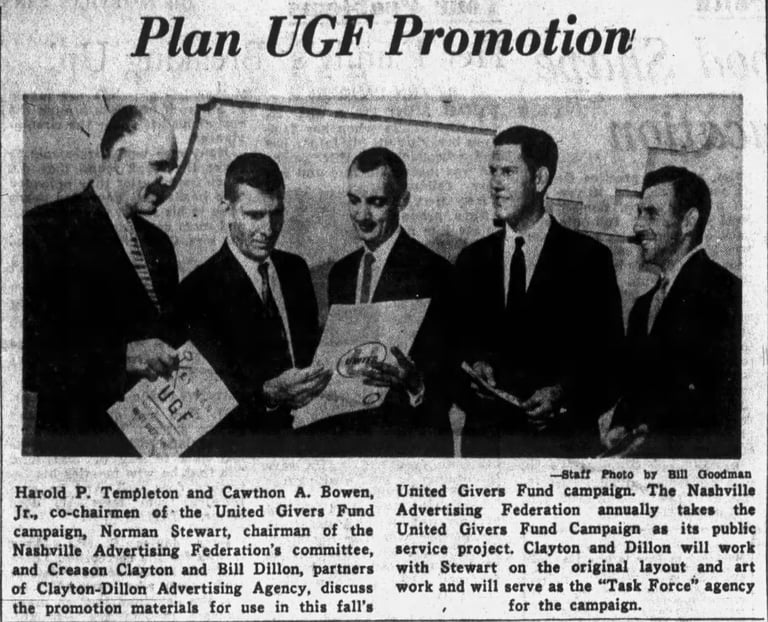 Plan UGF Promotion
UGF
UNITED
—Staff Photo by Bill Goodman
Harold P. Templeton and Cawthon A. Bowen,
Jr., co-chairmen of the United Givers Fund
campaign, Norman Stewart, chairman of the
Nashville Advertising Federation's committee,
and Creason Clayton and Bill Dillon, partners
of Clayton-Dillon Advertising Agency, discuss
the promotion materials for use in this fall's
United Givers Fund campaign. The Nashville
Advertising Federation annually takes the
United Givers Fund Campaign as its public
service project. Clayton and Dillon will work
with Stewart on the original layout and art
work and will serve as the "Task Force" agency
for the campaign.